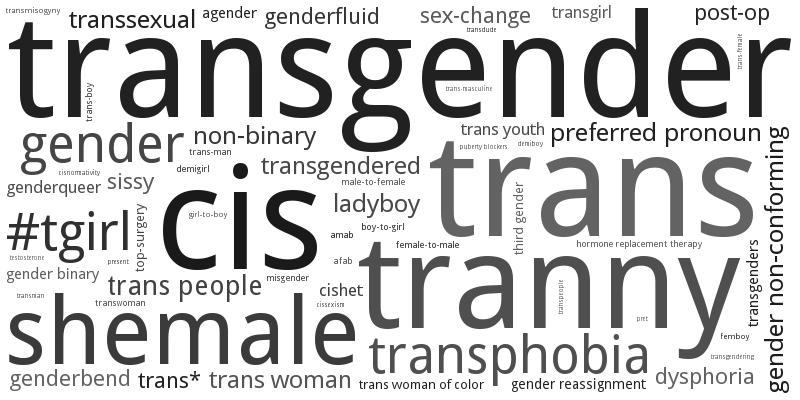 transmisogyny
transsexual
agender
genderfluid
sex-change
transgirl
post-op
transdude
transgender
trans-female
trans-boy
trans-masculine
gender
non-binary
trans youth
preferred pronoun
trans-man
puberty blockers
demiboy
cisnormativity
demigirl
transgendered
trans
gender non-conforming
genderqueer
sissy
cis
male-to-female
third gender
ladyboy
#tgirl
top-surgery
girl-to-boy
boy-to-girl
amab
female-to-male
hormone replacement therapy
transgenders
testosterone
present
afab
tranny
gender binary
trans people
misgender
cishet
transpeople
transman
transwoman
cissexism
shemale
femboy
transphobia
transgendering
genderbend
trans*
trans woman
trans woman of color
gender reassignment
dysphoria